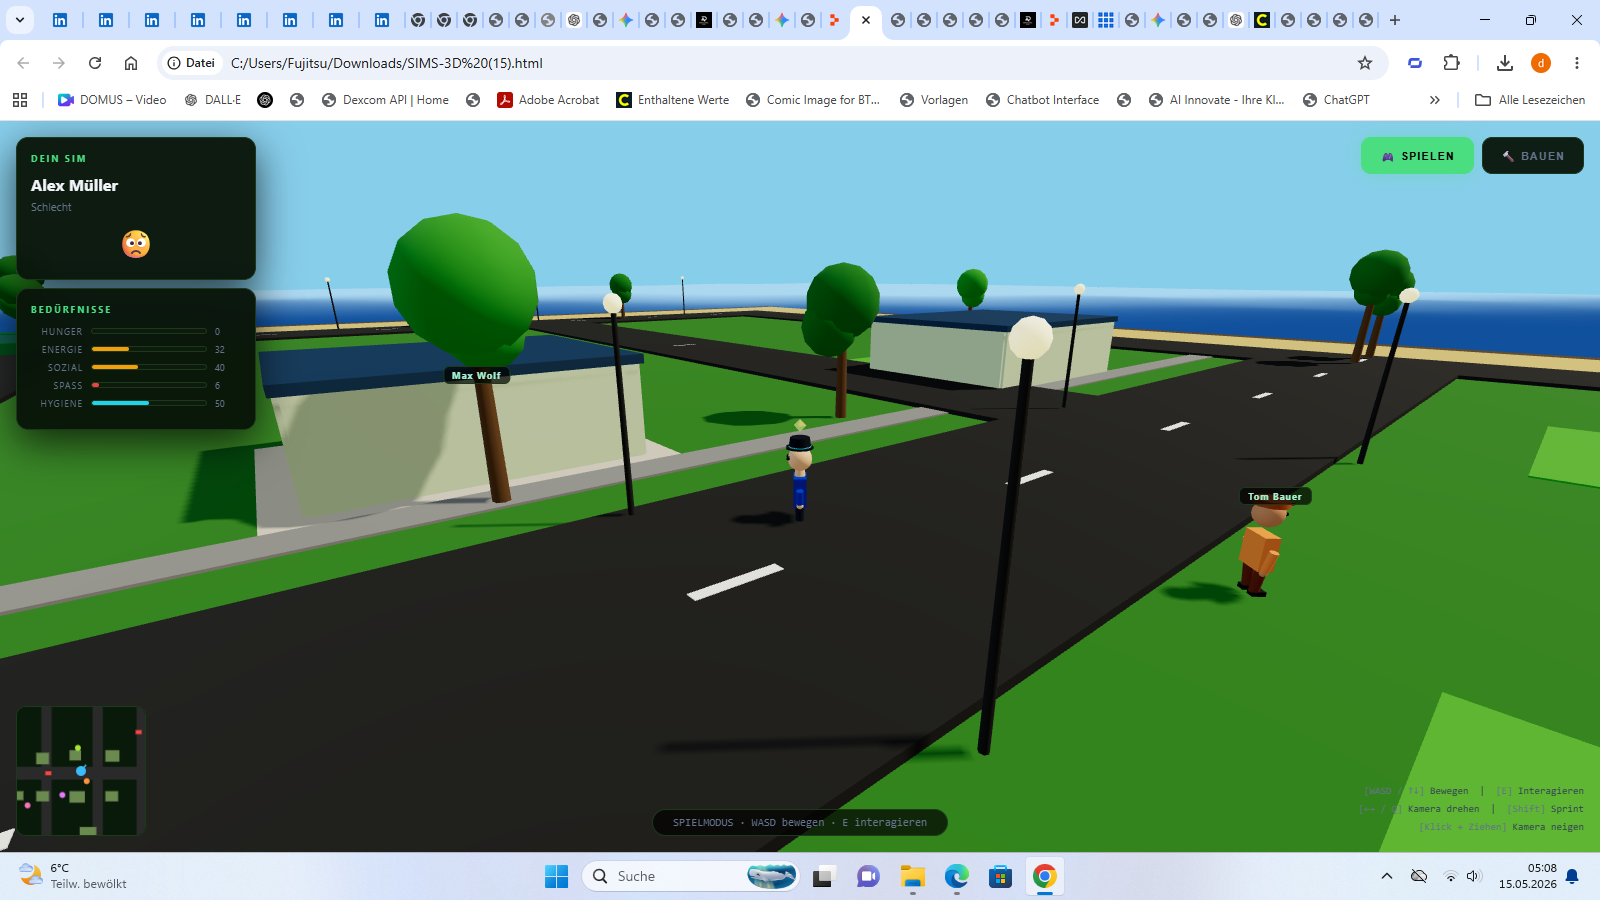 Datei
C:/Users/Fujitsu/Downloads/SIMS-3D%20(15).html
d
DOMUS – Video
DALL·E
Dexcom API | Home
Adobe Acrobat
Enthaltene Werte
Comic Image for BT...
Vorlagen
Chatbot Interface
AI Innovate - Ihre KI...
ChatGPT
»
Alle Lesezeichen
DEIN SIM
Alex Müller
Schlecht
SPIELEN
BAUEN
BEDÜRFNISSE
HUNGER 0
ENERGIE 32
SOZIAL 40
SPASS 6
HYGIENE 50
Max Wolf
Tom Bauer
[WASD / ↑↓] Bewegen | [E] Interagieren
Kamera drehen | [Shift] Sprint
[Klick + Ziehen] Kamera neigen
SPIELMODUS · WASD bewegen · E interagieren
6°C
Teilw. bewölkt
Suche
05:08
15.05.2026